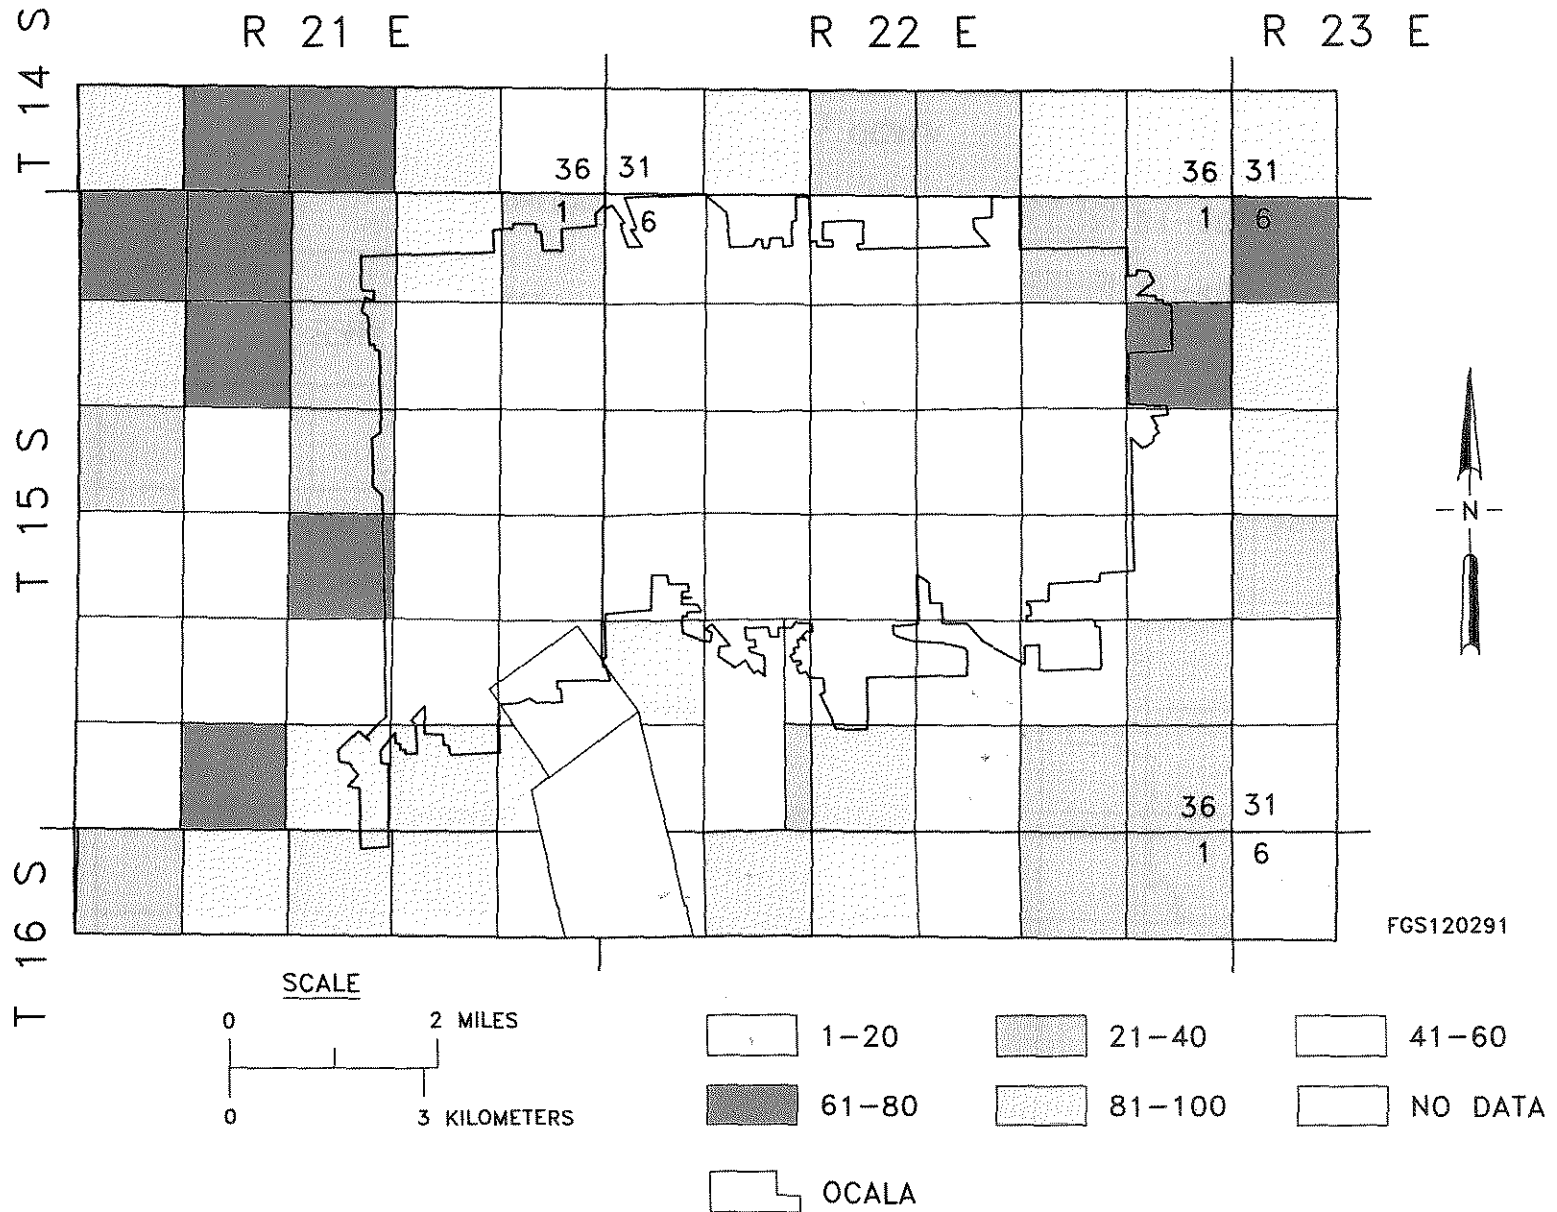 R 21 E
R 22 E
R 23 E
T 14 S
36 31
36 31
1 6
1 6
2
T 15 S
N
36 31
1 6
T 16 S
FGS120291
SCALE
0 2 MILES
0 3 KILOMETERS
1-20
21-40
41-60
61-80
81-100
NO DATA
OCALA